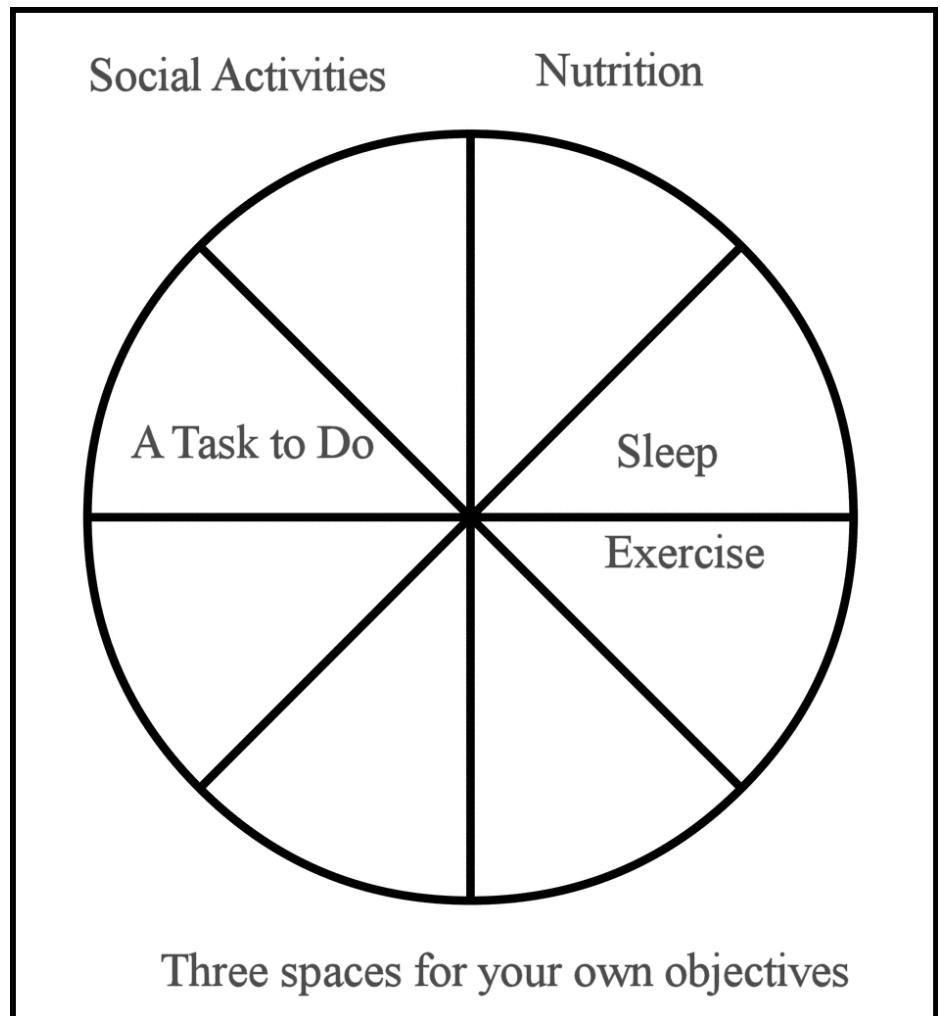 Social Activities
Nutrition
A Task to Do
Sleep
Exercise
Three spaces for your own objectives